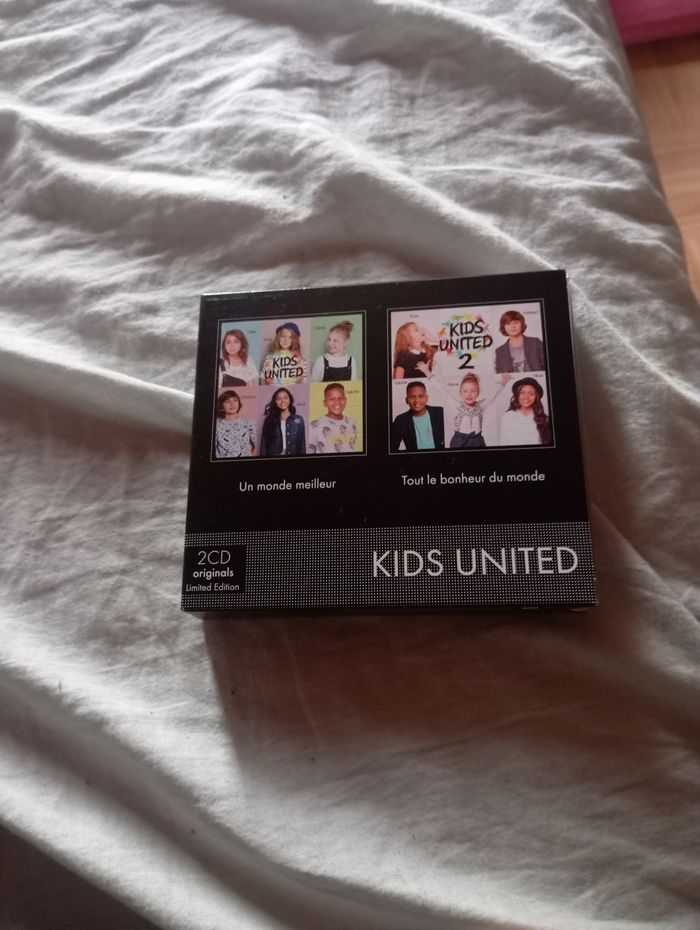 KIDS
UNITED
KIDS
UNITED
2
Un monde meilleur
Tout le bonheur du monde
2CD
originals
Limited Edition
KIDS UNITED